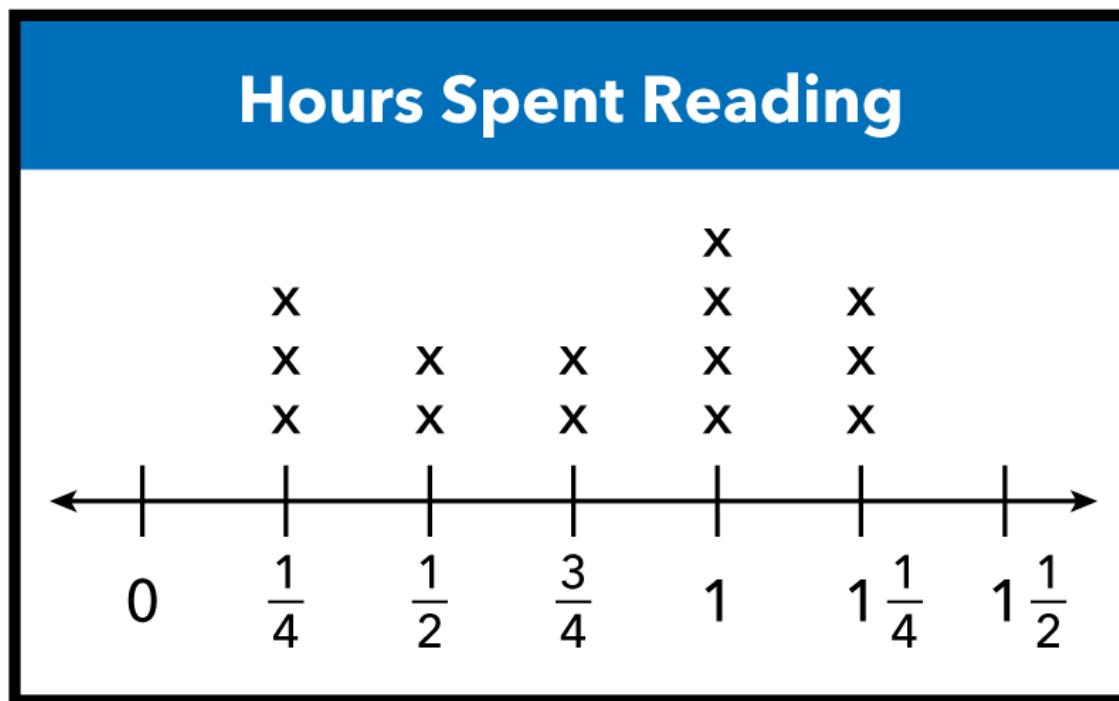 Hours Spent Reading
x
x x x
x x x x x
x x x x x
0 1/4 1/2 3/4 1 1 1/4 1 1/2